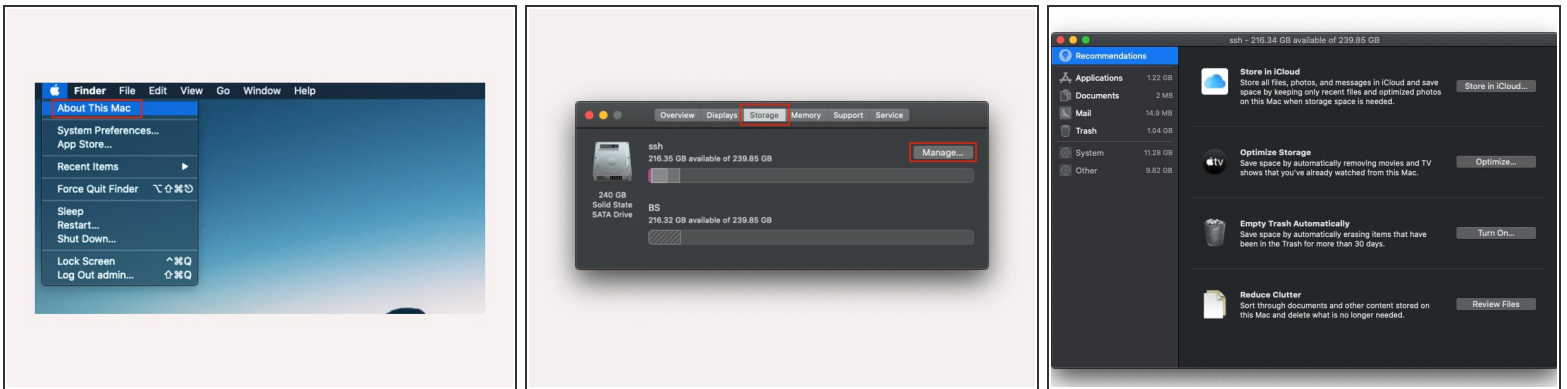 Finder File Edit View Go Window Help
About This Mac
System Preferences...
App Store...
Recent Items
Force Quit Finder ⌥⇧⌘⎋
Sleep
Restart...
Shut Down...
Lock Screen ^⌘Q
Log Out admin... ⇧⌘Q
Overview Displays Storage Memory Support Service
ssh
216.35 GB available of 239.85 GB
Manage...
240 GB
Solid State
SATA Drive
BS
216.32 GB available of 239.85 GB
ssh - 216.34 GB available of 239.85 GB
Recommendations
Applications 1.22 GB
Documents 2 MB
Mail 14.9 MB
Trash 1.04 GB
System 11.28 GB
Other 9.82 GB
Store in iCloud
Store all files, photos, and messages in iCloud and save
space by keeping only recent files and optimized photos
on this Mac when storage space is needed.
Store in iCloud...
tv
Optimize Storage
Save space by automatically removing movies and TV
shows that you've already watched from this Mac.
Optimize...
Empty Trash Automatically
Save space by automatically erasing items that have
been in the Trash for more than 30 days.
Turn On...
Reduce Clutter
Sort through documents and other content stored on
this Mac and delete what is no longer needed.
Review Files